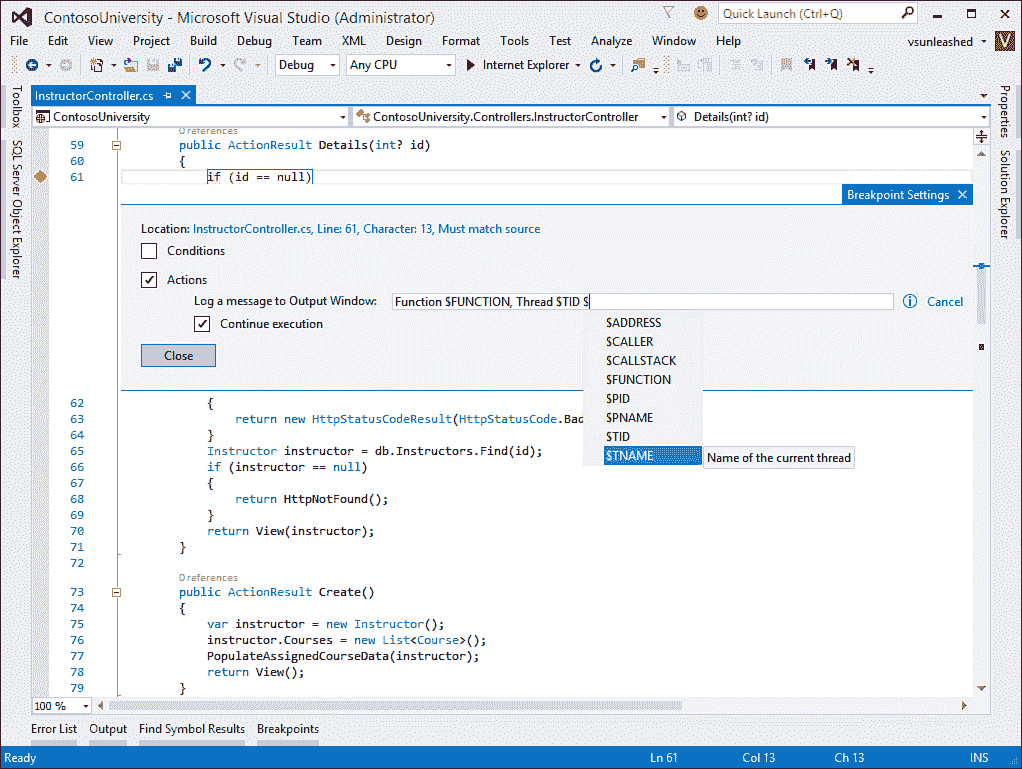 ContosoUniversity - Microsoft Visual Studio (Administrator)
Quick Launch (Ctrl+Q)
File Edit View Project Build Debug Team XML Design Format Tools Test Analyze Window Help
vsunleashed
V
Debug Any CPU Internet Explorer
InstructorController.cs
ContosoUniversity ContosoUniversity.Controllers.InstructorController Details(int? id)
Toolbox
SQL Server Object Explorer
Properties
Solution Explorer
0 references
59 public ActionResult Details(int? id)
60 {
61 if (id == null)
Breakpoint Settings
Location: InstructorController.cs, Line: 61, Character: 13, Must match source
Conditions
Actions
Log a message to Output Window: Function $FUNCTION, Thread $TID $ Cancel
Continue execution
Close
$ADDRESS
$CALLER
$CALLSTACK
$FUNCTION
$PID
$PNAME
$TID
$TNAME Name of the current thread
62 {
63 return new HttpStatusCodeResult(HttpStatusCode.Bad
64 }
65 Instructor instructor = db.Instructors.Find(id);
66 if (instructor == null)
67 {
68 return HttpNotFound();
69 }
70 return View(instructor);
71 }
72
0 references
73 public ActionResult Create()
74 {
75 var instructor = new Instructor();
76 instructor.Courses = new List<Course>();
77 PopulateAssignedCourseData(instructor);
78 return View();
79 }
100 %
Error List Output Find Symbol Results Breakpoints
Ready Ln 61 Col 13 Ch 13 INS